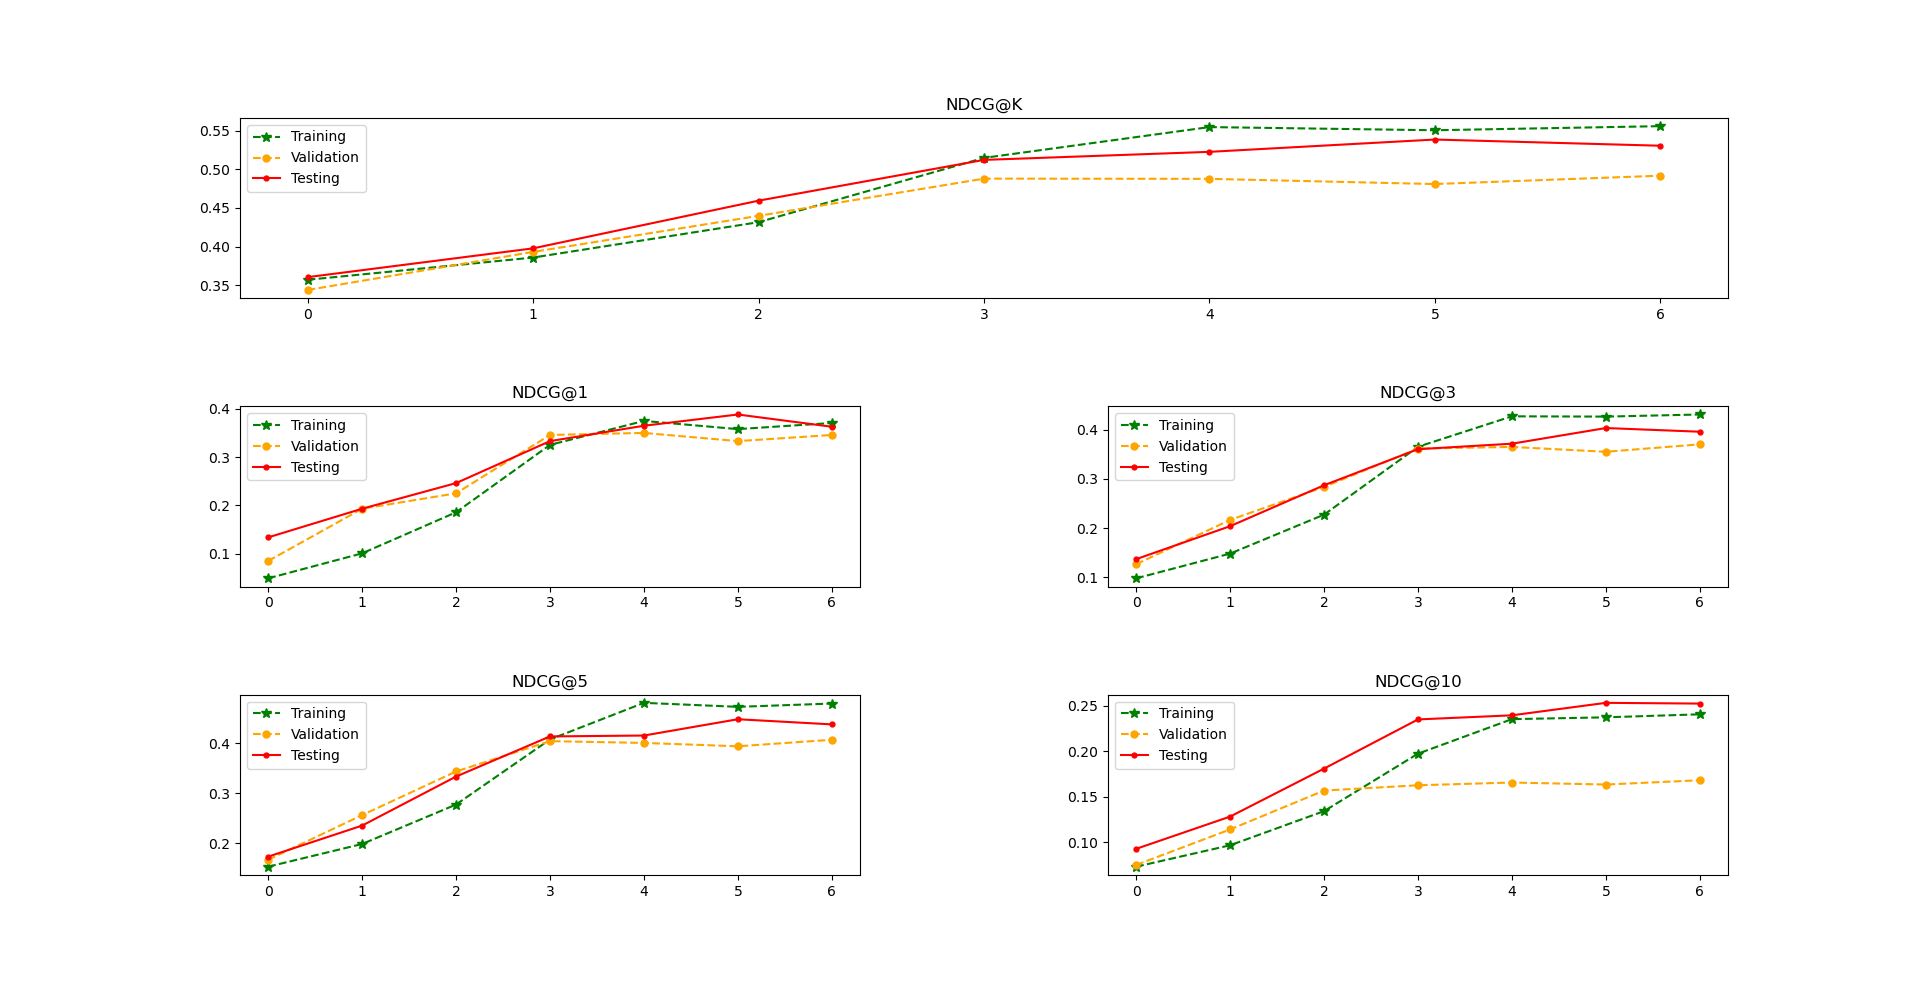 NDCG@K
Training
Validation
Testing
0.55
0.50
0.45
0.40
0.35
0 1 2 3 4 5 6
NDCG@1
Training
Validation
Testing
0.4
0.3
0.2
0.1
0 1 2 3 4 5 6
NDCG@3
Training
Validation
Testing
0.4
0.3
0.2
0.1
0 1 2 3 4 5 6
NDCG@5
Training
Validation
Testing
0.4
0.3
0.2
0 1 2 3 4 5 6
NDCG@10
Training
Validation
Testing
0.25
0.20
0.15
0.10
0 1 2 3 4 5 6